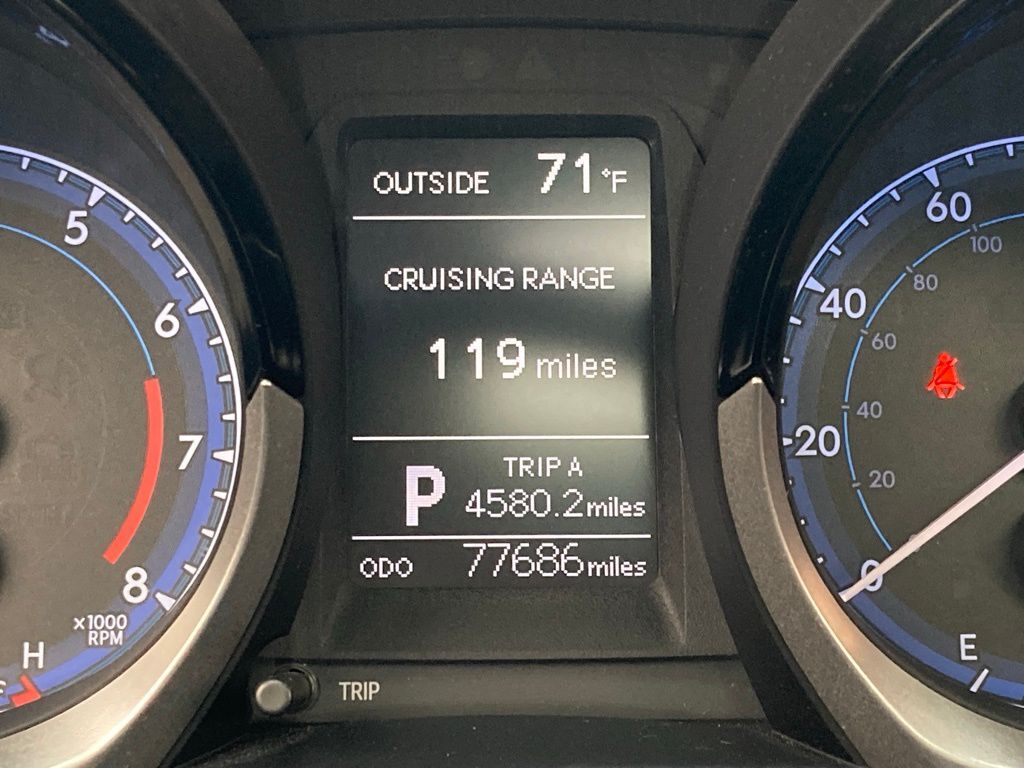 OUTSIDE 71°F
CRUISING RANGE
119 miles
P
TRIP A
4580.2 miles
ODO 77686 miles
TRIP
5
6
7
8
x1000
RPM
H
60
40
20
0
100
80
60
40
20
E